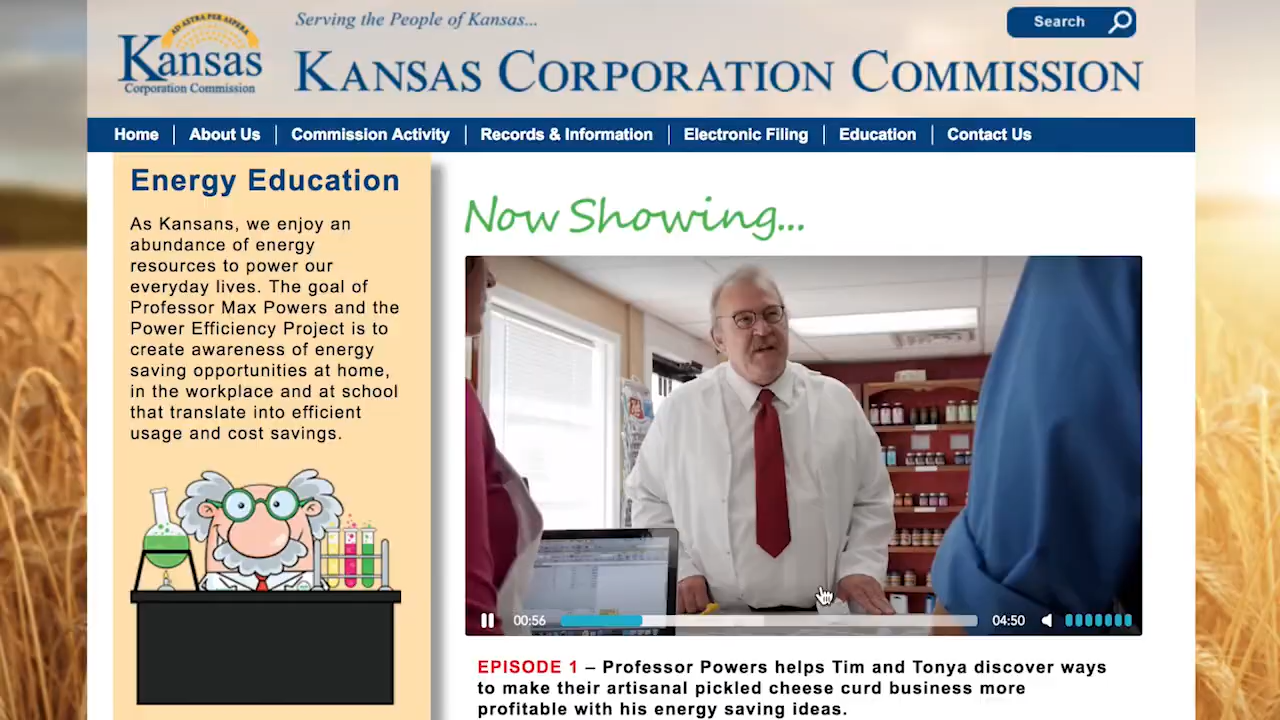 AD ASTRA PER ASPERA
Kansas
Corporation Commission
Serving the People of Kansas...
KANSAS CORPORATION COMMISSION
Search
Home
About Us
Commission Activity
Records & Information
Electronic Filing
Education
Contact Us
Energy Education
As Kansans, we enjoy an
abundance of energy
resources to power our
everyday lives. The goal of
Professor Max Powers and the
Power Efficiency Project is to
create awareness of energy
saving opportunities at home,
in the workplace and at school
that translate into efficient
usage and cost savings.
Now Showing...
00:56
04:50
EPISODE 1 – Professor Powers helps Tim and Tonya discover ways
to make their artisanal pickled cheese curd business more
profitable with his energy saving ideas.